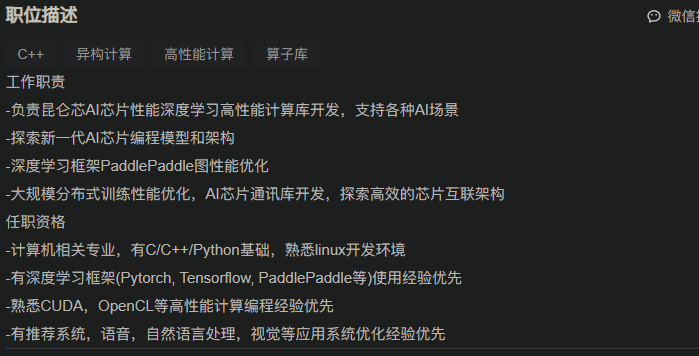 职位描述
微信
C++ 异构计算 高性能计算 算子库
工作职责
-负责昆仑芯AI芯片性能深度学习高性能计算库开发，支持各种AI场景
-探索新一代AI芯片编程模型和架构
-深度学习框架PaddlePaddle图性能优化
-大规模分布式训练性能优化，AI芯片通讯库开发，探索高效的芯片互联架构
任职资格
-计算机相关专业，有C/C++/Python基础，熟悉linux开发环境
-有深度学习框架(Pytorch, Tensorflow, PaddlePaddle等)使用经验优先
-熟悉CUDA，OpenCL等高性能计算编程经验优先
-有推荐系统，语音，自然语言处理，视觉等应用系统优化经验优先